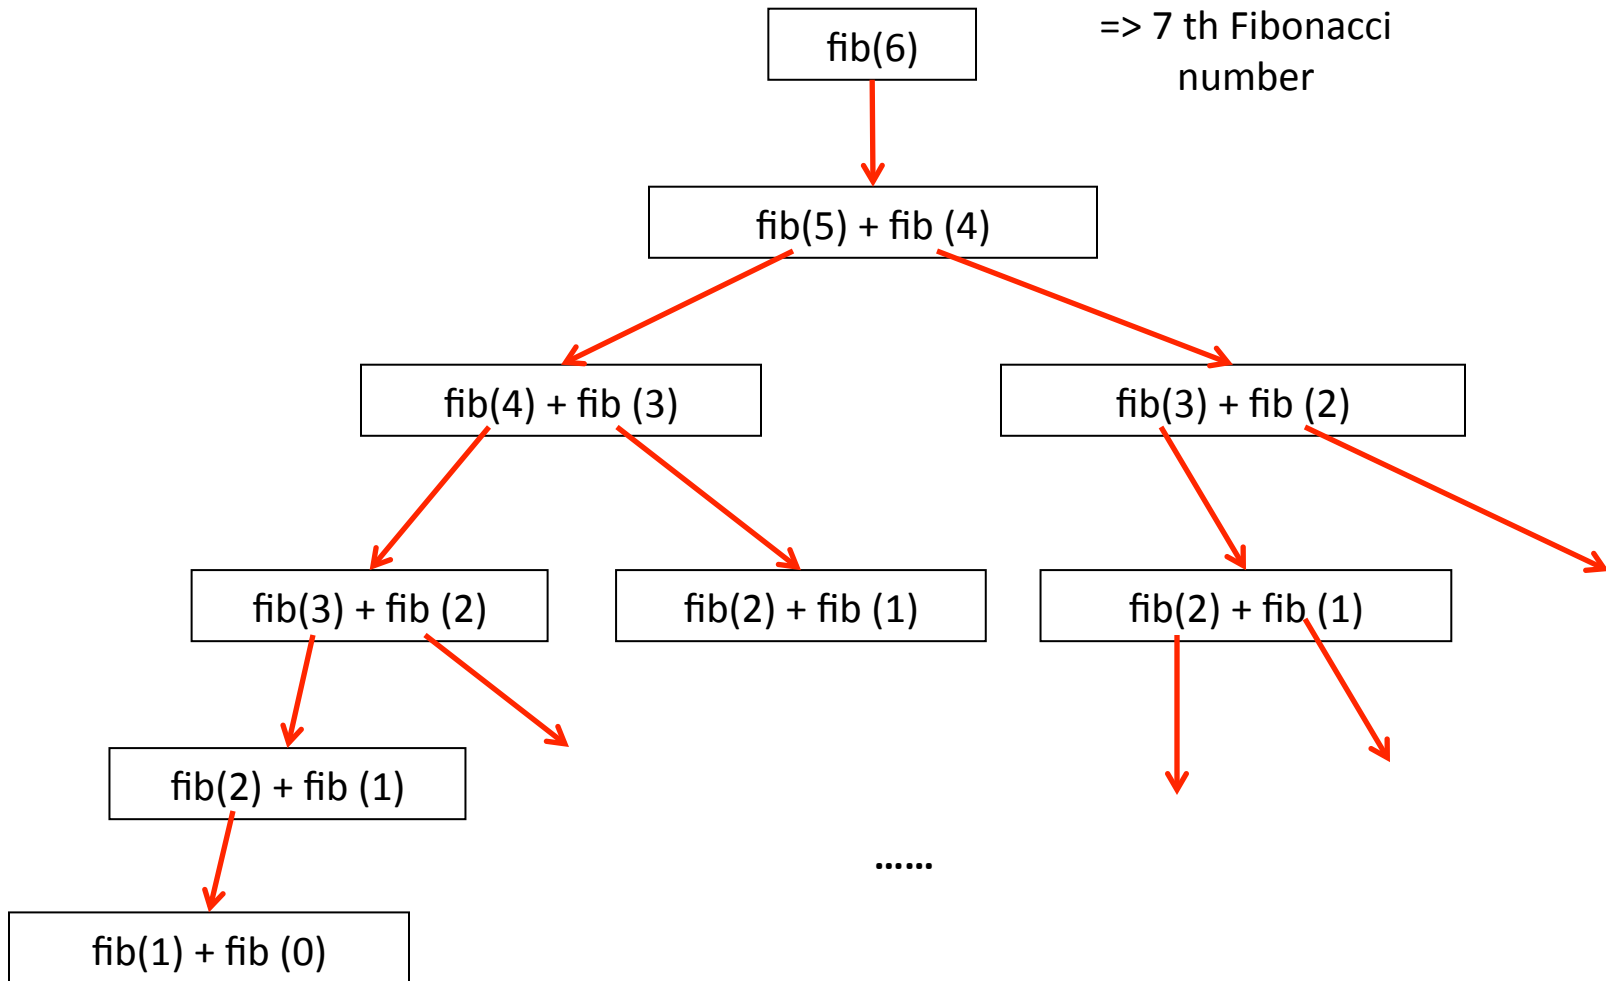 fib(6)
=> 7 th Fibonacci
number
fib(5) + fib (4)
fib(4) + fib (3)
fib(3) + fib (2)
fib(3) + fib (2)
fib(2) + fib (1)
fib(2) + fib (1)
fib(2) + fib (1)
......
fib(1) + fib (0)